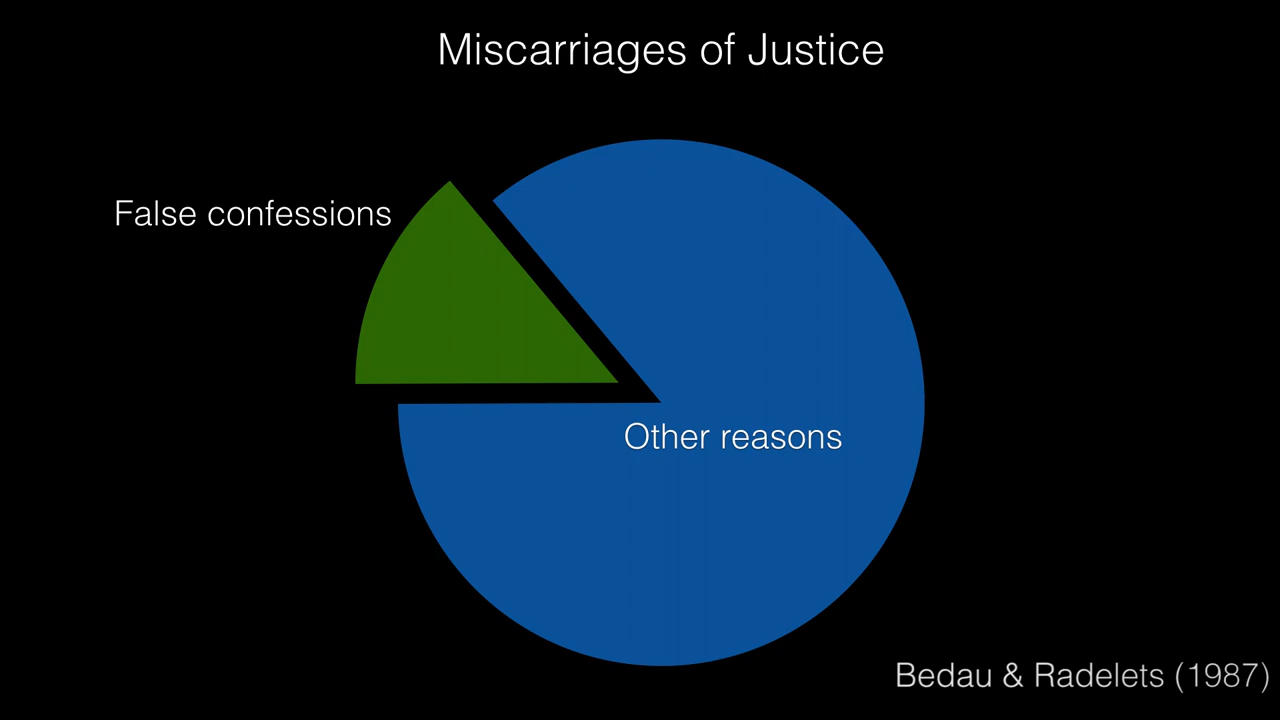 Miscarriages of Justice
False confessions
Other reasons
Bedau & Radelets (1987)